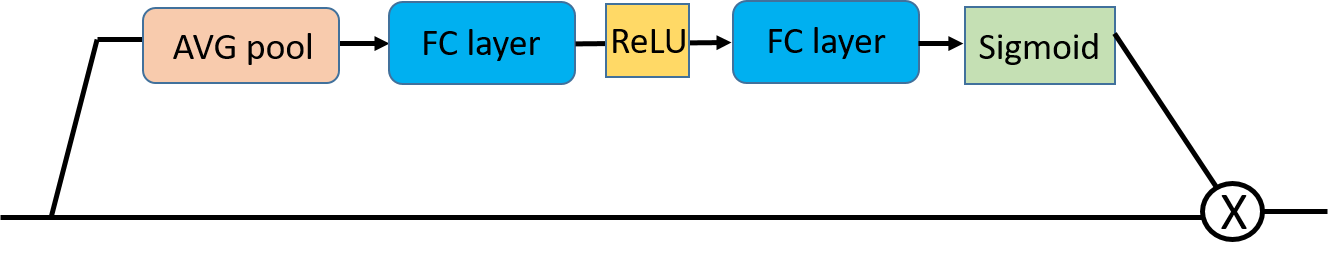 AVG pool
FC layer
ReLU
FC layer
Sigmoid
X